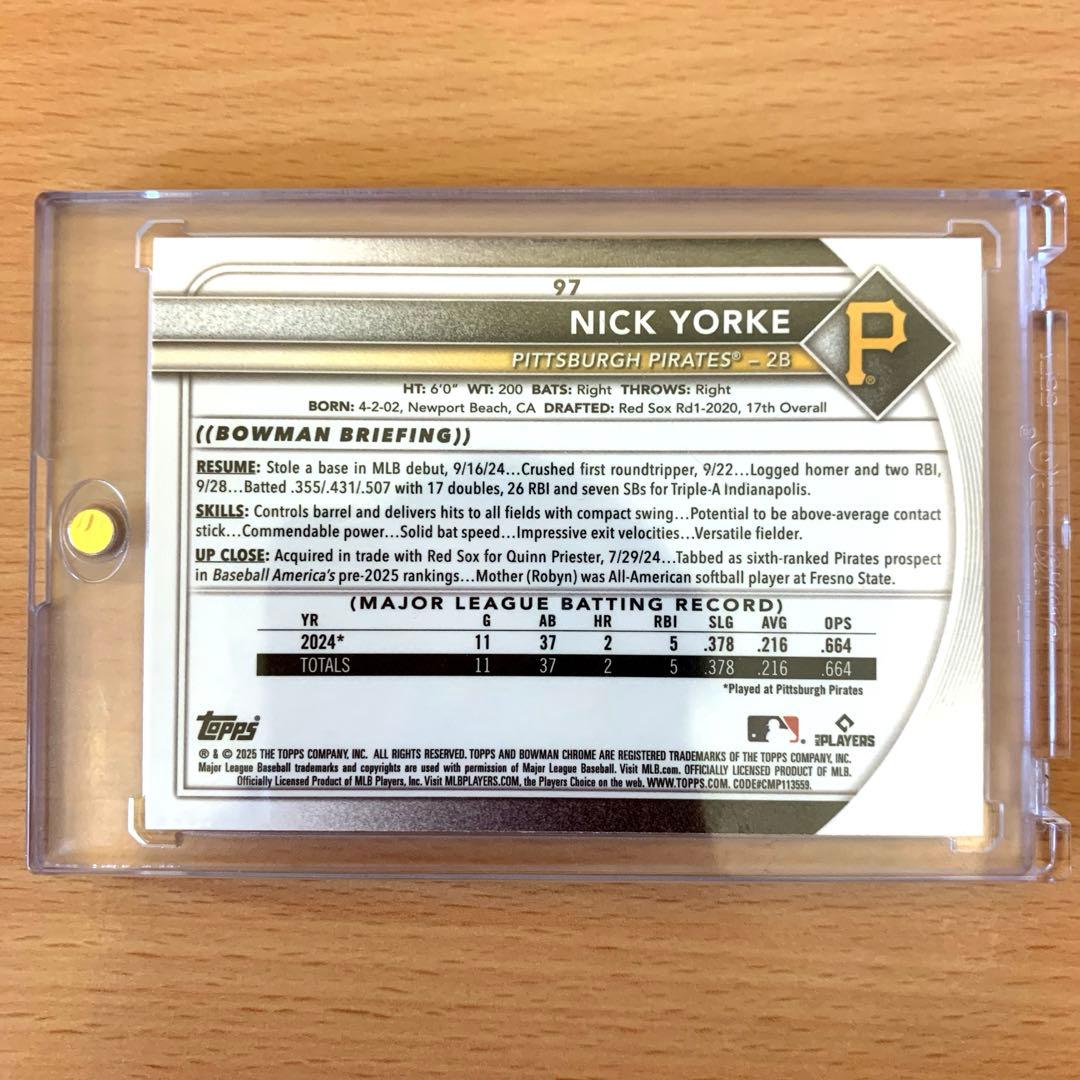 97
NICK YORKE
PITTSBURGH PIRATES® – 2B
P®
HT: 6'0" WT: 200 BATS: Right THROWS: Right
BORN: 4-2-02, Newport Beach, CA DRAFTED: Red Sox Rd1-2020, 17th Overall
((BOWMAN BRIEFING))
RESUME: Stole a base in MLB debut, 9/16/24...Crushed first roundtripper, 9/22...Logged homer and two RBI,
9/28...Batted .355/.431/.507 with 17 doubles, 26 RBI and seven SBs for Triple-A Indianapolis.
SKILLS: Controls barrel and delivers hits to all fields with compact swing...Potential to be above-average contact
stick...Commendable power...Solid bat speed...Impressive exit velocities...Versatile fielder.
UP CLOSE: Acquired in trade with Red Sox for Quinn Priester, 7/29/24...Tabbed as sixth-ranked Pirates prospect
in Baseball America's pre-2025 rankings...Mother (Robyn) was All-American softball player at Fresno State.
(MAJOR LEAGUE BATTING RECORD)
YR G AB HR RBI SLG AVG OPS
2024* 11 37 2 5 .378 .216 .664
TOTALS 11 37 2 5 .378 .216 .664
*Played at Pittsburgh Pirates
Topps®
MLB PLAYERS
® & © 2025 THE TOPPS COMPANY, INC. ALL RIGHTS RESERVED. TOPPS AND BOWMAN CHROME ARE REGISTERED TRADEMARKS OF THE TOPPS COMPANY, INC.
Major League Baseball trademarks and copyrights are used with permission of Major League Baseball. Visit MLB.com. OFFICIALLY LICENSED PRODUCT OF MLB.
Officially Licensed Product of MLB Players, Inc. Visit MLBPLAYERS.COM, the Players Choice on the web. WWW.TOPPS.COM. CODE#CMP113559.